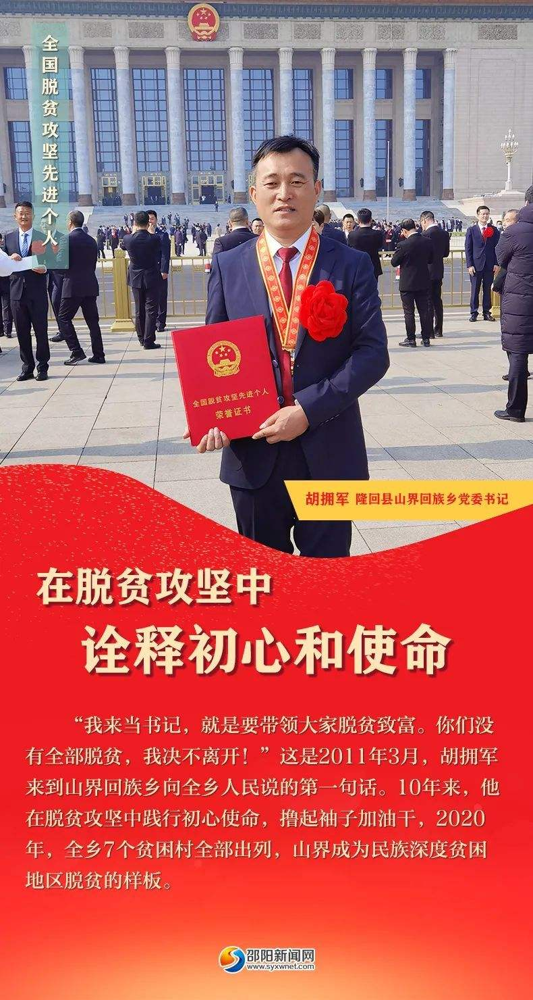 全国脱贫攻坚先进个人
全国脱贫攻坚先进个人
荣誉证书
胡拥军 隆回县山界回族乡党委书记
在脱贫攻坚中
诠释初心和使命
“我来当书记，就是要带领大家脱贫致富。你们没
有全部脱贫，我决不离开！”这是2011年3月，胡拥军
来到山界回族乡向全乡人民说的第一句话。10年来，他
在脱贫攻坚中践行初心使命，撸起袖子加油干，2020
年，全乡7个贫困村全部出列，山界成为民族深度贫困
地区脱贫的样板。
邵阳新闻网
www.syxwnet.com